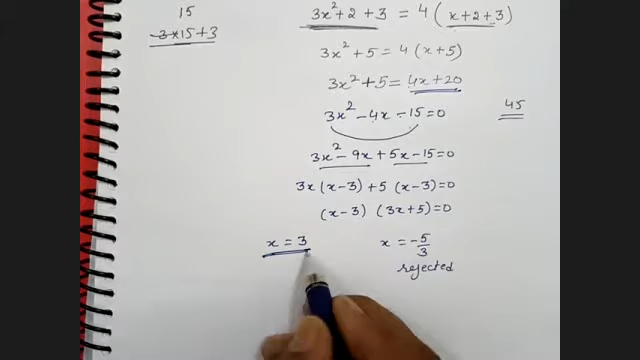 15
3x15+3
3x²+2+3 = 4(x+2+3)
3x²+5 = 4(x+5)
3x²+5 = 4x+20
3x²-4x-15=0
45
3x²-9x+5x-15=0
3x(x-3)+5(x-3)=0
(x-3) (3x+5)=0
x = 3
x = -5/3
rejected